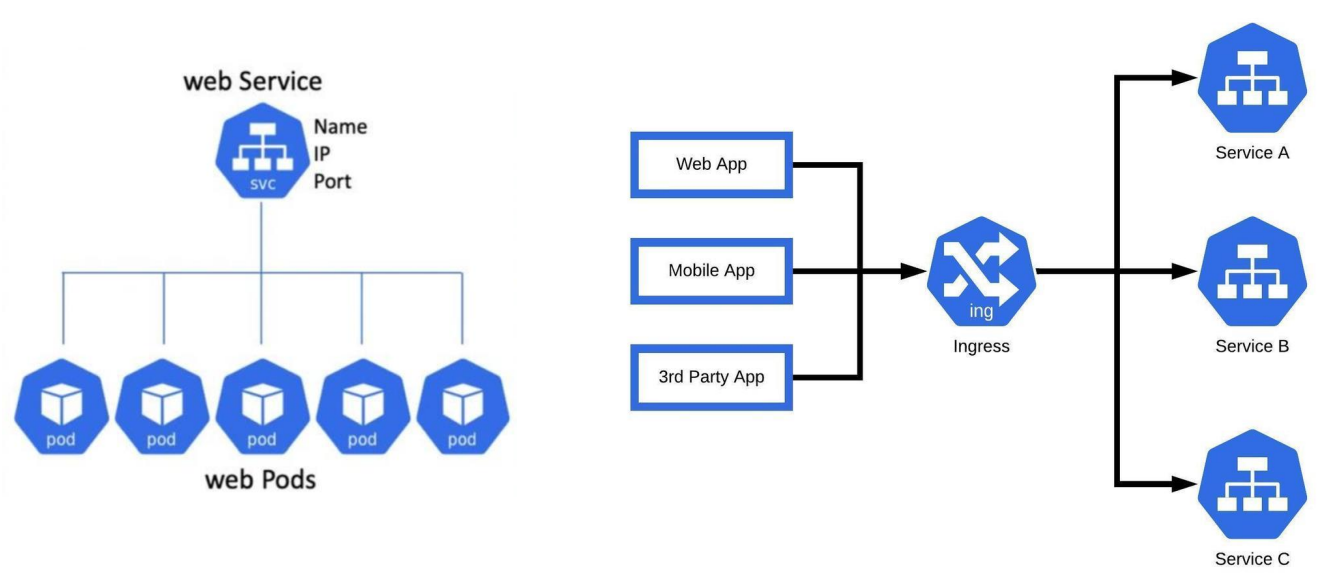 web Service
Name
IP
Port
svc
pod
pod
pod
pod
pod
web Pods
Web App
Mobile App
3rd Party App
ing
Ingress
Service A
Service B
Service C